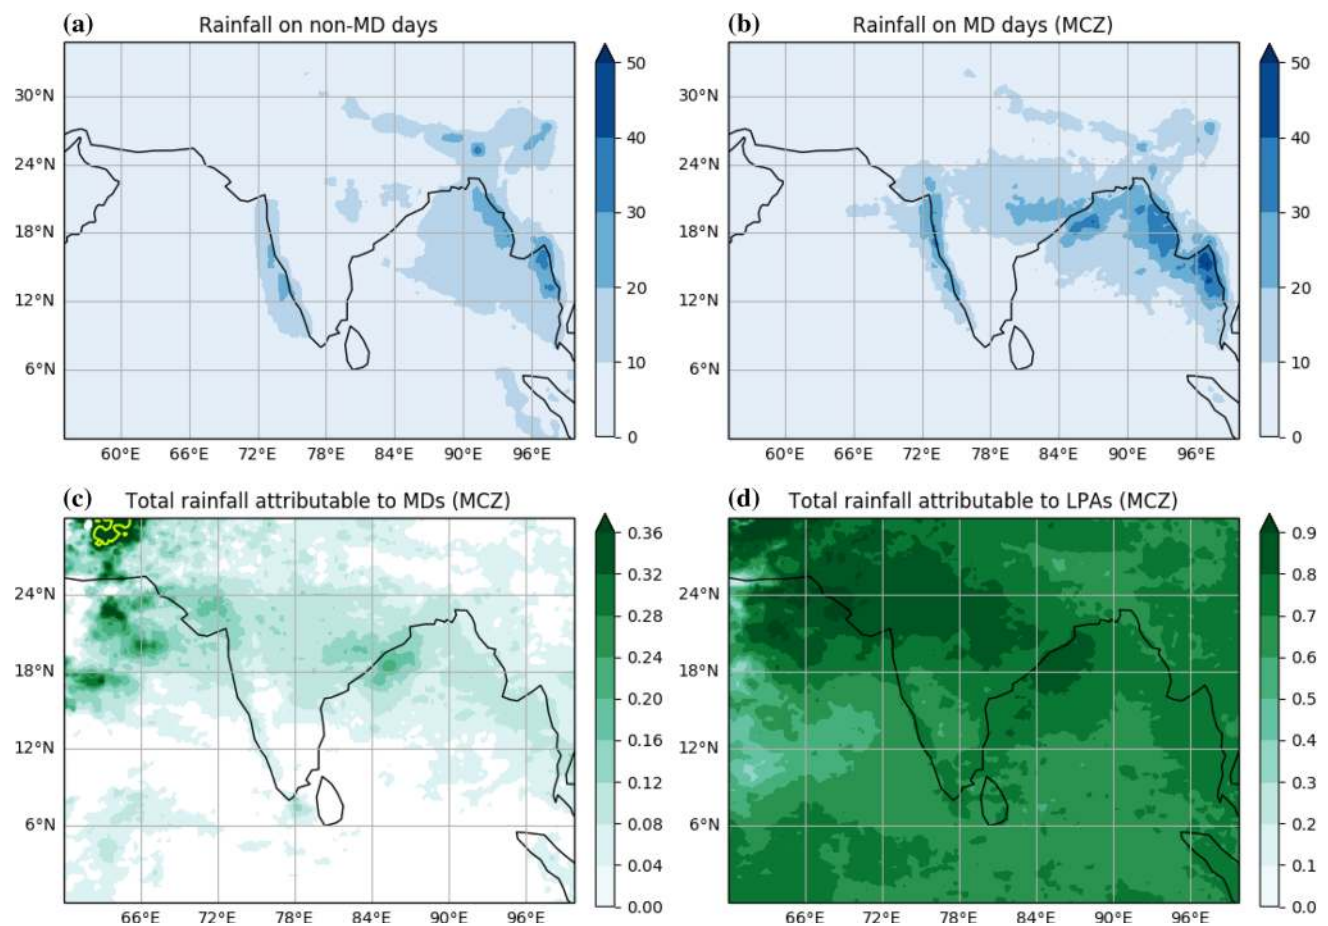 (a) Rainfall on non-MD days
30°N
24°N
18°N
12°N
6°N
60°E 66°E 72°E 78°E 84°E 90°E 96°E
50
40
30
20
10
0
(b) Rainfall on MD days (MCZ)
30°N
24°N
18°N
12°N
6°N
60°E 66°E 72°E 78°E 84°E 90°E 96°E
50
40
30
20
10
0
(c) Total rainfall attributable to MDs (MCZ)
24°N
18°N
12°N
6°N
66°E 72°E 78°E 84°E 90°E 96°E
0.36
0.32
0.28
0.24
0.20
0.16
0.12
0.08
0.04
0.00
(d) Total rainfall attributable to LPAs (MCZ)
24°N
18°N
12°N
6°N
66°E 72°E 78°E 84°E 90°E 96°E
0.9
0.8
0.7
0.6
0.5
0.4
0.3
0.2
0.1
0.0